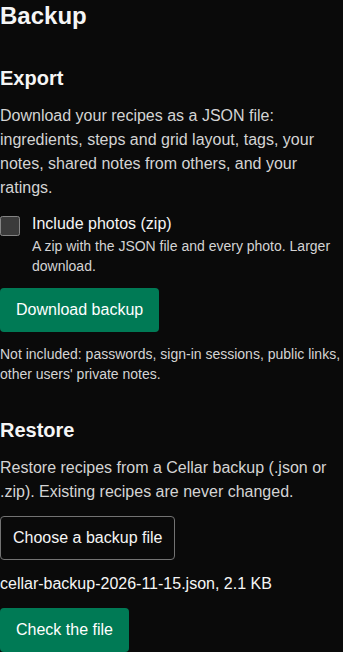 Backup
Export
Download your recipes as a JSON file:
ingredients, steps and grid layout, tags, your
notes, shared notes from others, and your
ratings.
Include photos (zip)
A zip with the JSON file and every photo. Larger
download.
Download backup
Not included: passwords, sign-in sessions, public links,
other users' private notes.
Restore
Restore recipes from a Cellar backup (.json or
.zip). Existing recipes are never changed.
Choose a backup file
cellar-backup-2026-11-15.json, 2.1 KB
Check the file